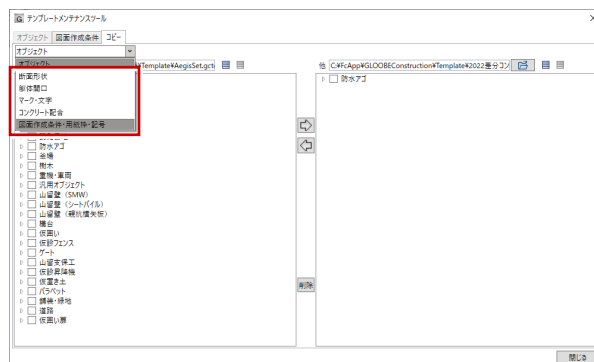 G テンプレートメンテナンスツール
オブジェクト 図面作成条件 コピー
オブジェクト
オブジェクト
¥Template¥AegisSet.gct
他 C:¥FcApp¥GLOOBEConstruction¥Template¥2022差分コン
断面形状
躯体開口
マーク・文字
コンクリート配合
図面作成条件・用紙枠・記号
防水アゴ
防水アゴ
釜場
樹木
重機・車両
汎用オブジェクト
山留壁（SMW）
山留壁（シートパイル）
山留壁（親杭横矢板）
構台
仮囲い
仮設フェンス
ゲート
山留支保工
仮設昇降機
仮置き土
パラペット
舗装・緑地
道路
仮囲い扉
削除
閉じる